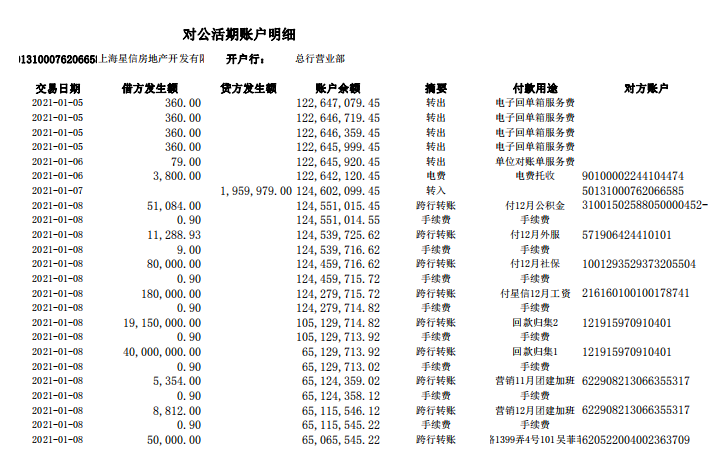 对公活期账户明细
0131000762066585 上海星信房地产开发有限 开户行： 总行营业部
交易日期 借方发生额 贷方发生额 账户余额 摘要 付款用途 对方账户
2021-01-05 360.00 122,647,079.45 转出 电子回单箱服务费
2021-01-05 360.00 122,646,719.45 转出 电子回单箱服务费
2021-01-05 360.00 122,646,359.45 转出 电子回单箱服务费
2021-01-05 360.00 122,645,999.45 转出 电子回单箱服务费
2021-01-06 79.00 122,645,920.45 转出 单位对账单服务费
2021-01-06 3,800.00 122,642,120.45 电费 电费托收 90100002244104474
2021-01-07 1,959,979.00 124,602,099.45 转入 50131000762066585
2021-01-08 51,084.00 124,551,015.45 跨行转账 付12月公积金 31001502588050000452-
2021-01-08 0.90 124,551,014.55 手续费 手续费
2021-01-08 11,288.93 124,539,725.62 跨行转账 付12月外服 571906424410101
2021-01-08 9.00 124,539,716.62 手续费 手续费
2021-01-08 80,000.00 124,459,716.62 跨行转账 付12月社保 1001293529373205504
2021-01-08 0.90 124,459,715.72 手续费 手续费
2021-01-08 180,000.00 124,279,715.72 跨行转账 付星信12月工资 216160100100178741
2021-01-08 0.90 124,279,714.82 手续费 手续费
2021-01-08 19,150,000.00 105,129,714.82 跨行转账 回款归集2 121915970910401
2021-01-08 0.90 105,129,713.92 手续费 手续费
2021-01-08 40,000,000.00 65,129,713.92 跨行转账 回款归集1 121915970910401
2021-01-08 0.90 65,129,713.02 手续费 手续费
2021-01-08 5,354.00 65,124,359.02 跨行转账 营销11月团建加班 622908213066355317
2021-01-08 0.90 65,124,358.12 手续费 手续费
2021-01-08 8,812.00 65,115,546.12 跨行转账 营销12月团建加班 622908213066355317
2021-01-08 0.90 65,115,545.22 手续费 手续费
2021-01-08 50,000.00 65,065,545.22 跨行转账 路1399弄4号101吴菲 6205220040023​63709